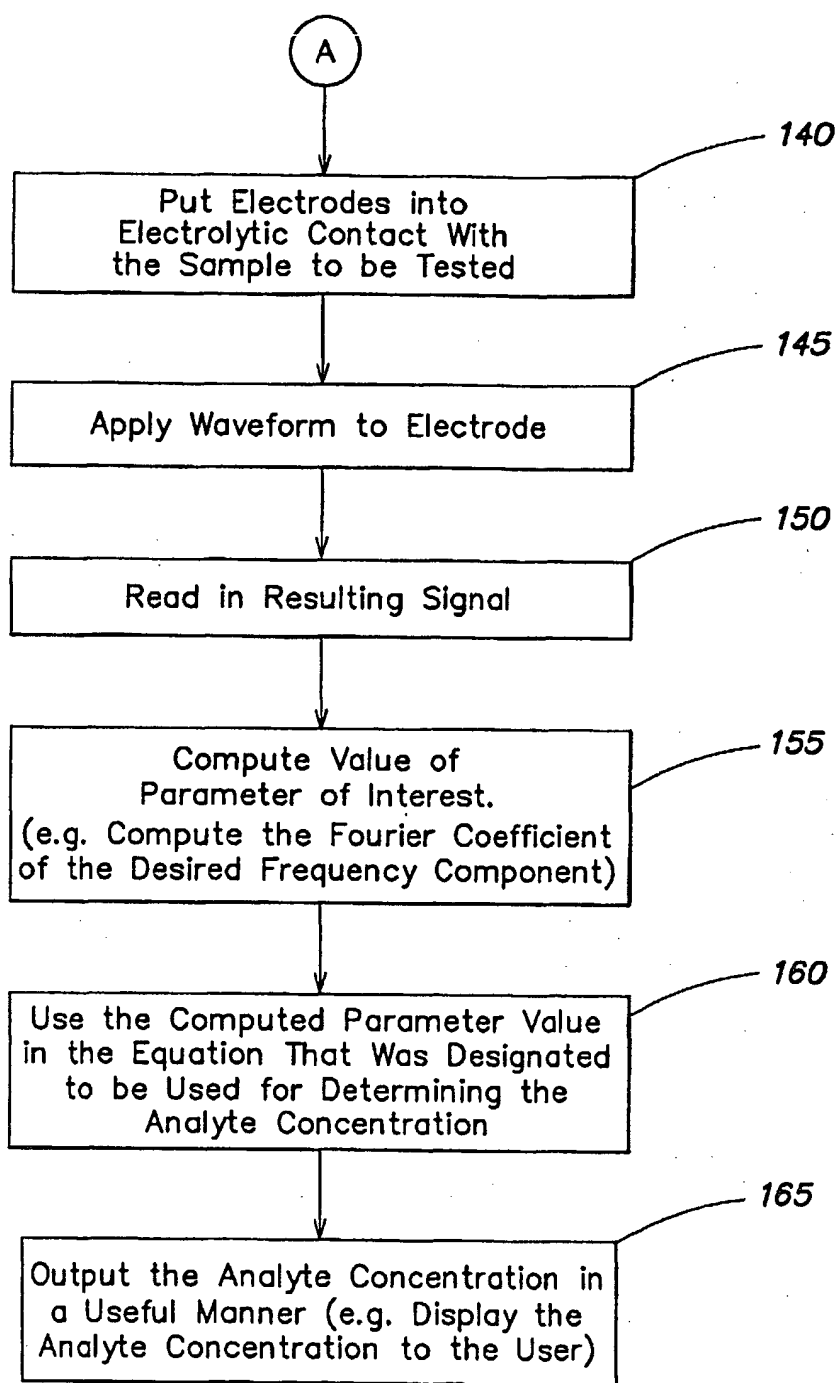 A
140
Put Electrodes into
Electrolytic Contact With
the Sample to be Tested
145
Apply Waveform to Electrode
150
Read in Resulting Signal
155
Compute Value of
Parameter of Interest.
(e.g. Compute the Fourier Coefficient
of the Desired Frequency Component)
160
Use the Computed Parameter Value
in the Equation That Was Designated
to be Used for Determining the
Analyte Concentration
165
Output the Analyte Concentration in
a Useful Manner (e.g. Display the
Analyte Concentration to the User)